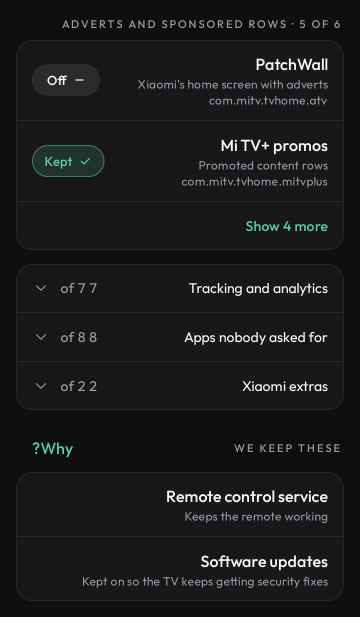 ADVERTS AND SPONSORED ROWS · 5 OF 6
PatchWall
Off
Xiaomi's home screen with adverts
com.mitv.tvhome.atv
Mi TV+ promos
Kept
Promoted content rows
com.mitv.tvhome.mitvplus
Show 4 more
Tracking and analytics
of 7 7
Apps nobody asked for
of 8 8
Xiaomi extras
of 2 2
WE KEEP THESE
?Why
Remote control service
Keeps the remote working
Software updates
Kept on so the TV keeps getting security fixes